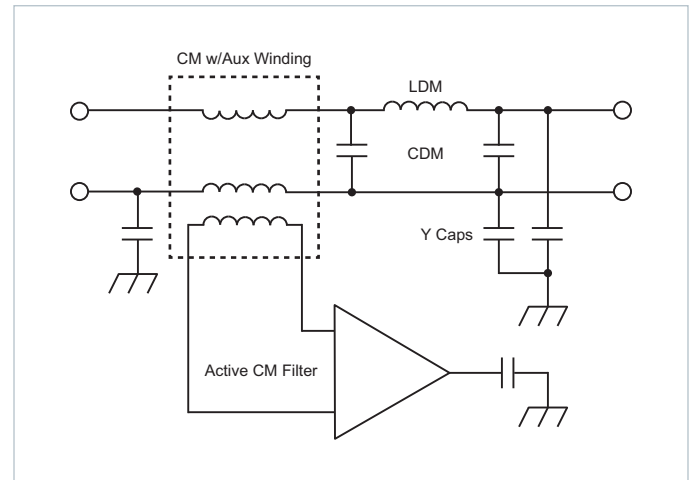 CM w/Aux Winding
LDM
CDM
Y Caps
Active CM Filter